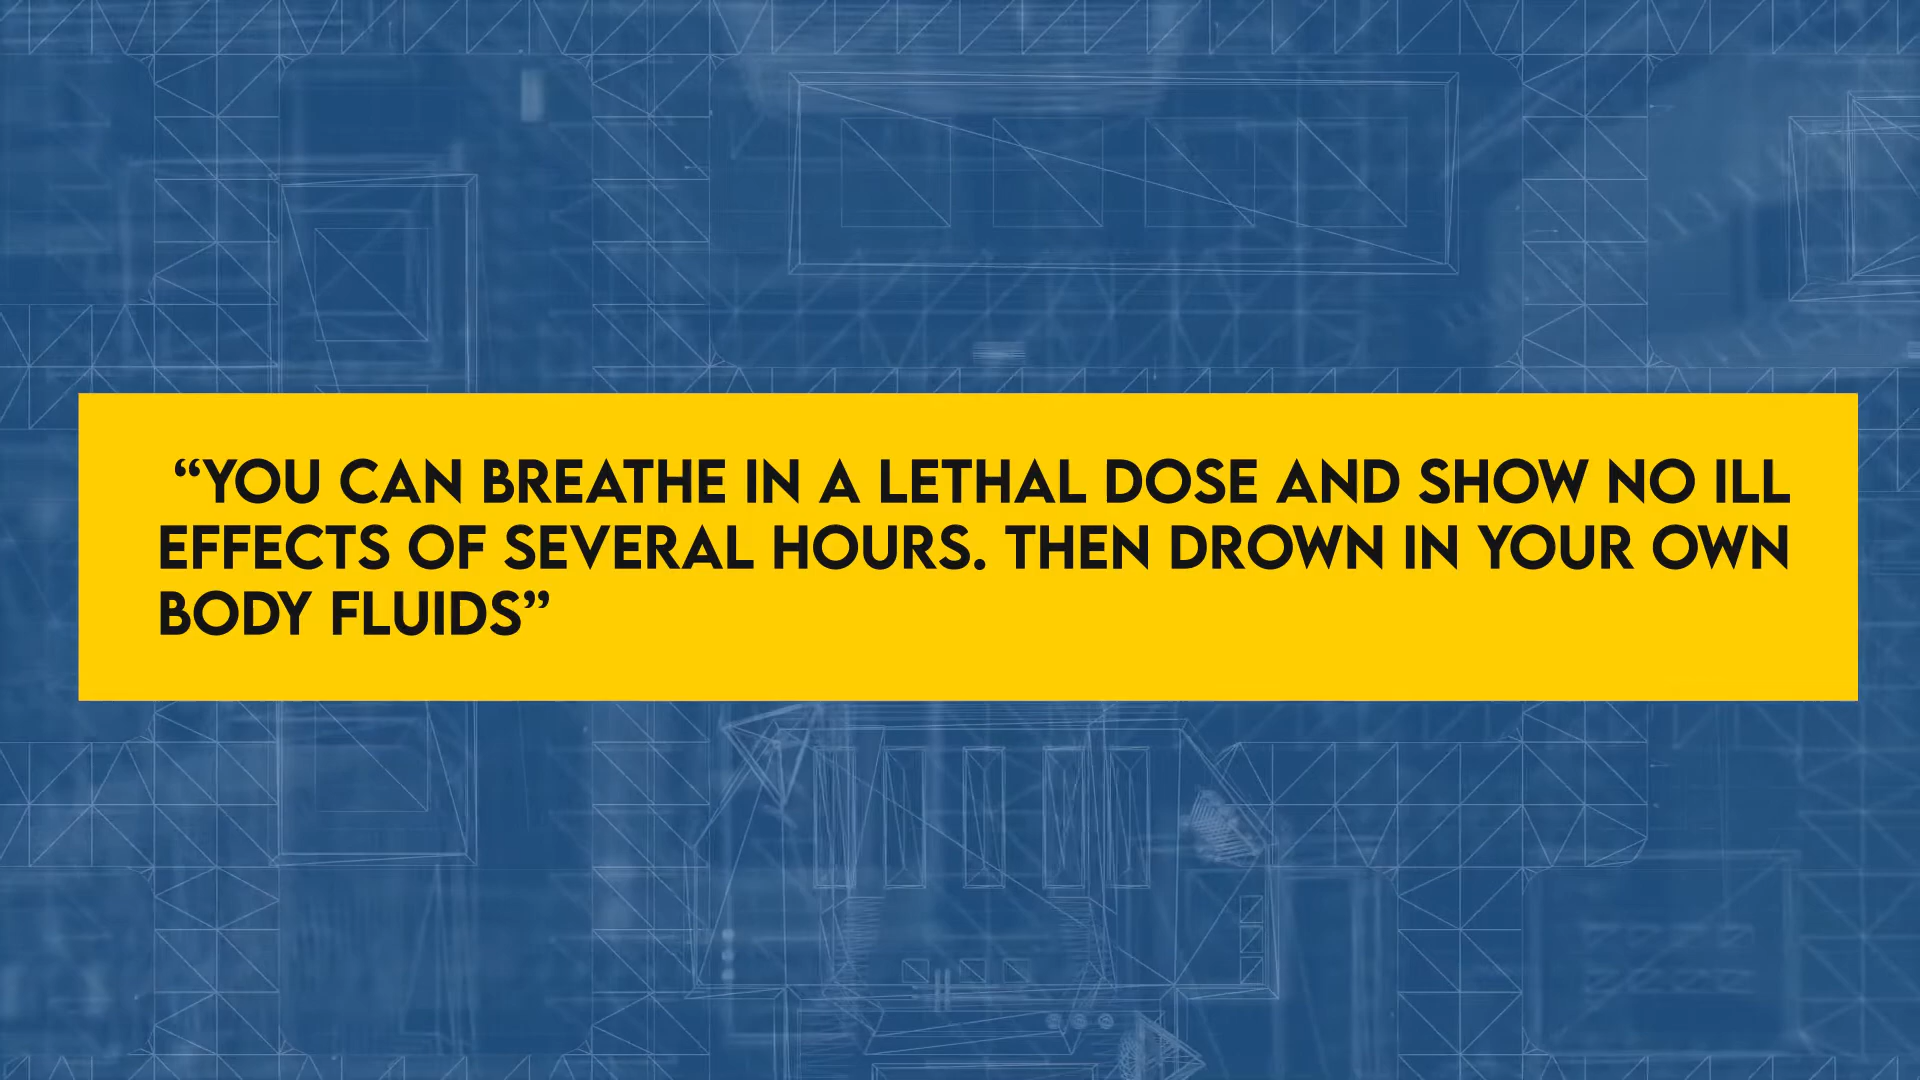 “YOU CAN BREATHE IN A LETHAL DOSE AND SHOW NO ILL
EFFECTS OF SEVERAL HOURS. THEN DROWN IN YOUR OWN
BODY FLUIDS”